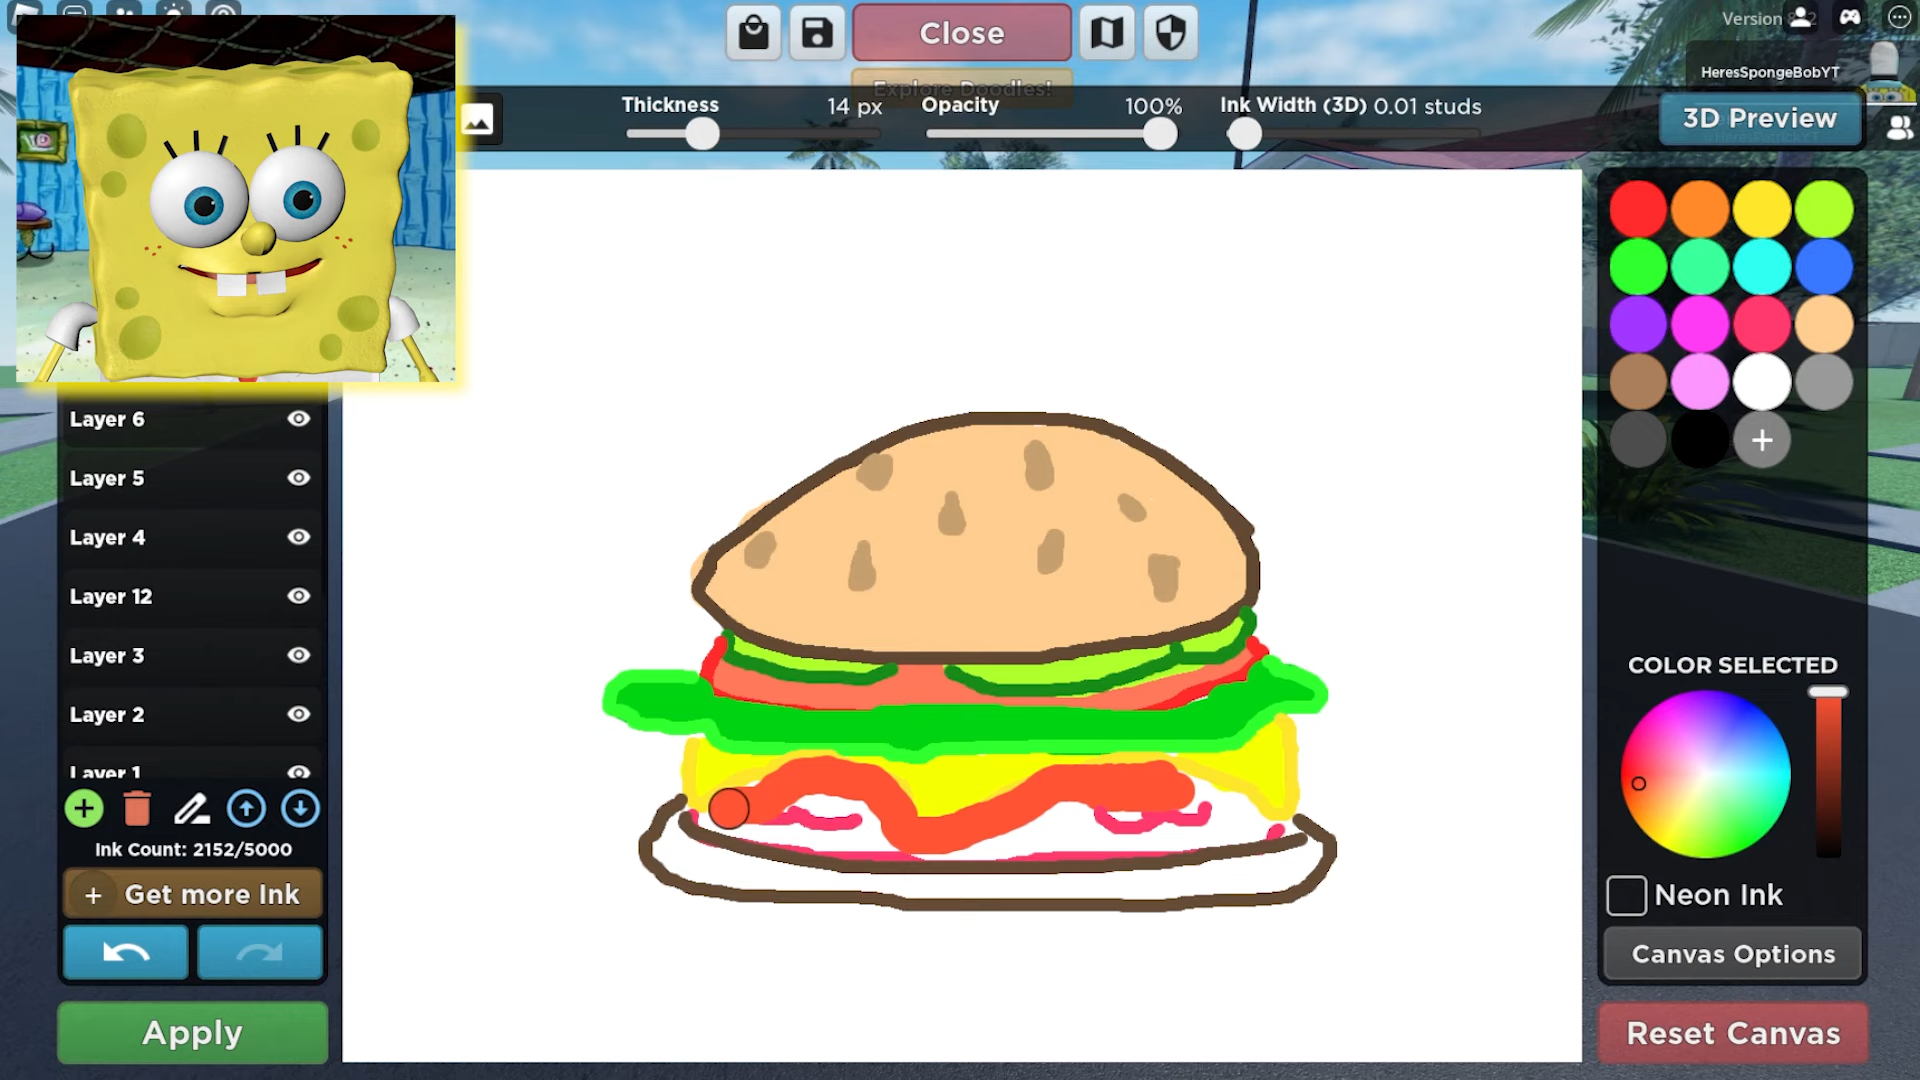 Close
Version
Explore Doodles!
HeresSpongeBobYT
Thickness 14 px Opacity 100% Ink Width (3D) 0.01 studs
3D Preview
Layer 6
Layer 5
Layer 4
Layer 12
Layer 3
Layer 2
Layer 1
Ink Count: 2152/5000
+ Get more Ink
Apply
+
COLOR SELECTED
Neon Ink
Canvas Options
Reset Canvas